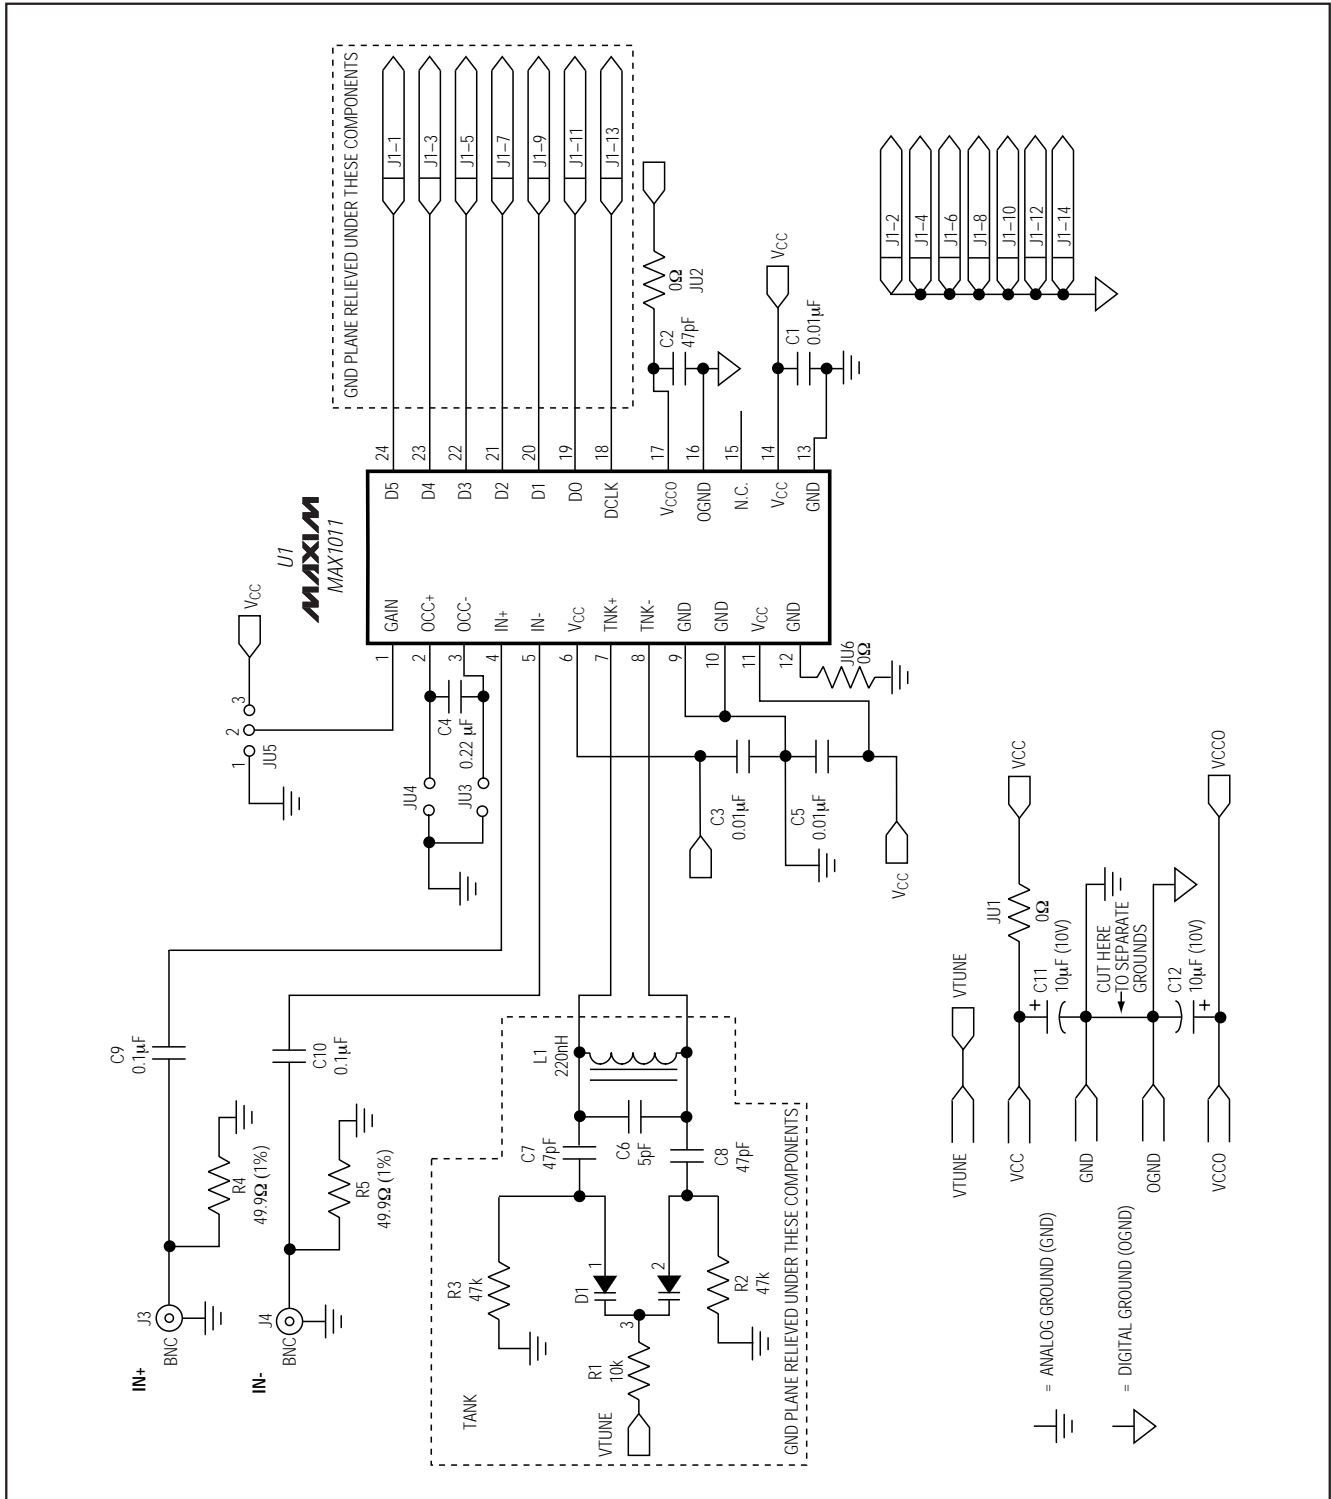 GND PLANE RELIEVED UNDER THESE COMPONENTS
J1–1
J1–3
J1–5
J1–7
J1–9
J1–11
J1–13
0Ω
JU2
C2
47pF
VCC
C1
0.01µF
J1–2
J1–4
J1–6
J1–8
J1–10
J1–12
J1–14
24
23
22
21
20
19
18
17
16
15
14
13
U1
MAXIM
MAX1011
D5
D4
D3
D2
D1
D0
DCLK
VCCO
OGND
N.C.
VCC
GND
GAIN
OCC+
OCC-
IN+
IN-
VCC
TNK+
TNK-
GND
GND
VCC
GND
1
2
3
4
5
6
7
8
9
10
11
12
VCC
3
2
1
JU5
C4
0.22 µF
JU4
JU3
JU6
0Ω
C3
0.01µF
C5
0.01µF
VCC
C9
0.1µF
C10
0.1µF
R4
49.9Ω (1%)
R5
49.9Ω (1%)
J3
BNC
IN+
J4
BNC
IN-
L1
220nH
C7
47pF
C6
5pF
C8
47pF
R3
47k
D1
1
2
3
R2
47k
R1
10k
TANK
VTUNE
GND PLANE RELIEVED UNDER THESE COMPONENTS
VTUNE
VTUNE
VCC
JU1
0Ω
C11
10µF (10V)
+
VCC
CUT HERE
TO SEPARATE
GROUNDS
GND
OGND
C12
10µF (10V)
+
VCCO
VCCO
= ANALOG GROUND (GND)
= DIGITAL GROUND (OGND)